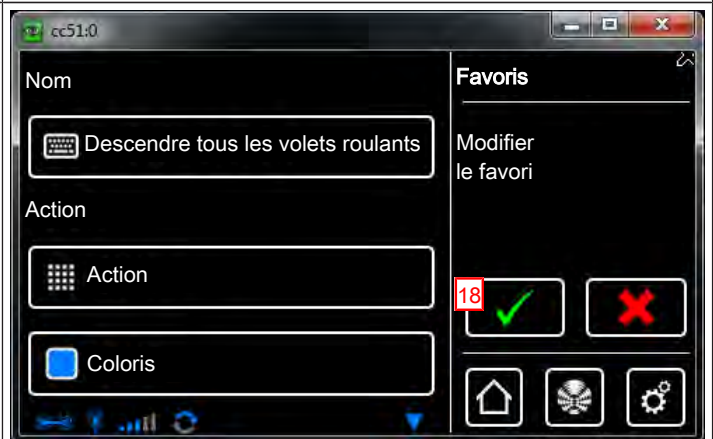 cc51:0
Nom
Descendre tous les volets roulants
Action
Action
Coloris
Favoris
Modifier
le favori
18